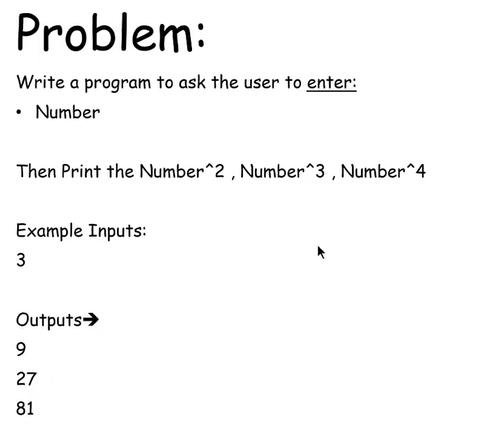 Problem:
Write a program to ask the user to enter:
• Number
Then Print the Number^2 , Number^3 , Number^4
Example Inputs:
3
Outputs➔
9
27
81